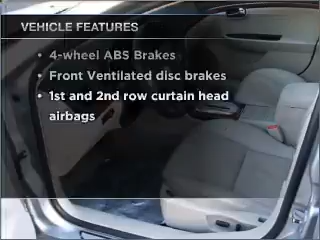 VEHICLE FEATURES
• 4-wheel ABS Brakes
• Front Ventilated disc brakes
• 1st and 2nd row curtain head
airbags